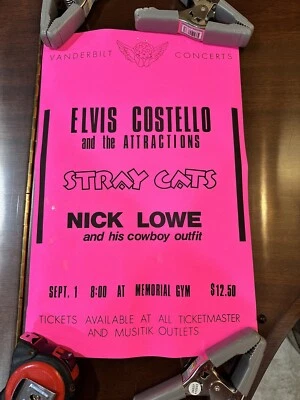 VANDERBILT CONCERTS
ELVIS COSTELLO
and the ATTRACTIONS
STRAY CATS
NICK LOWE
and his cowboy outfit
SEPT. 1 8:00 AT MEMORIAL GYM $12.50
TICKETS AVAILABLE AT ALL TICKETMASTER
AND MUSITIK OUTLETS